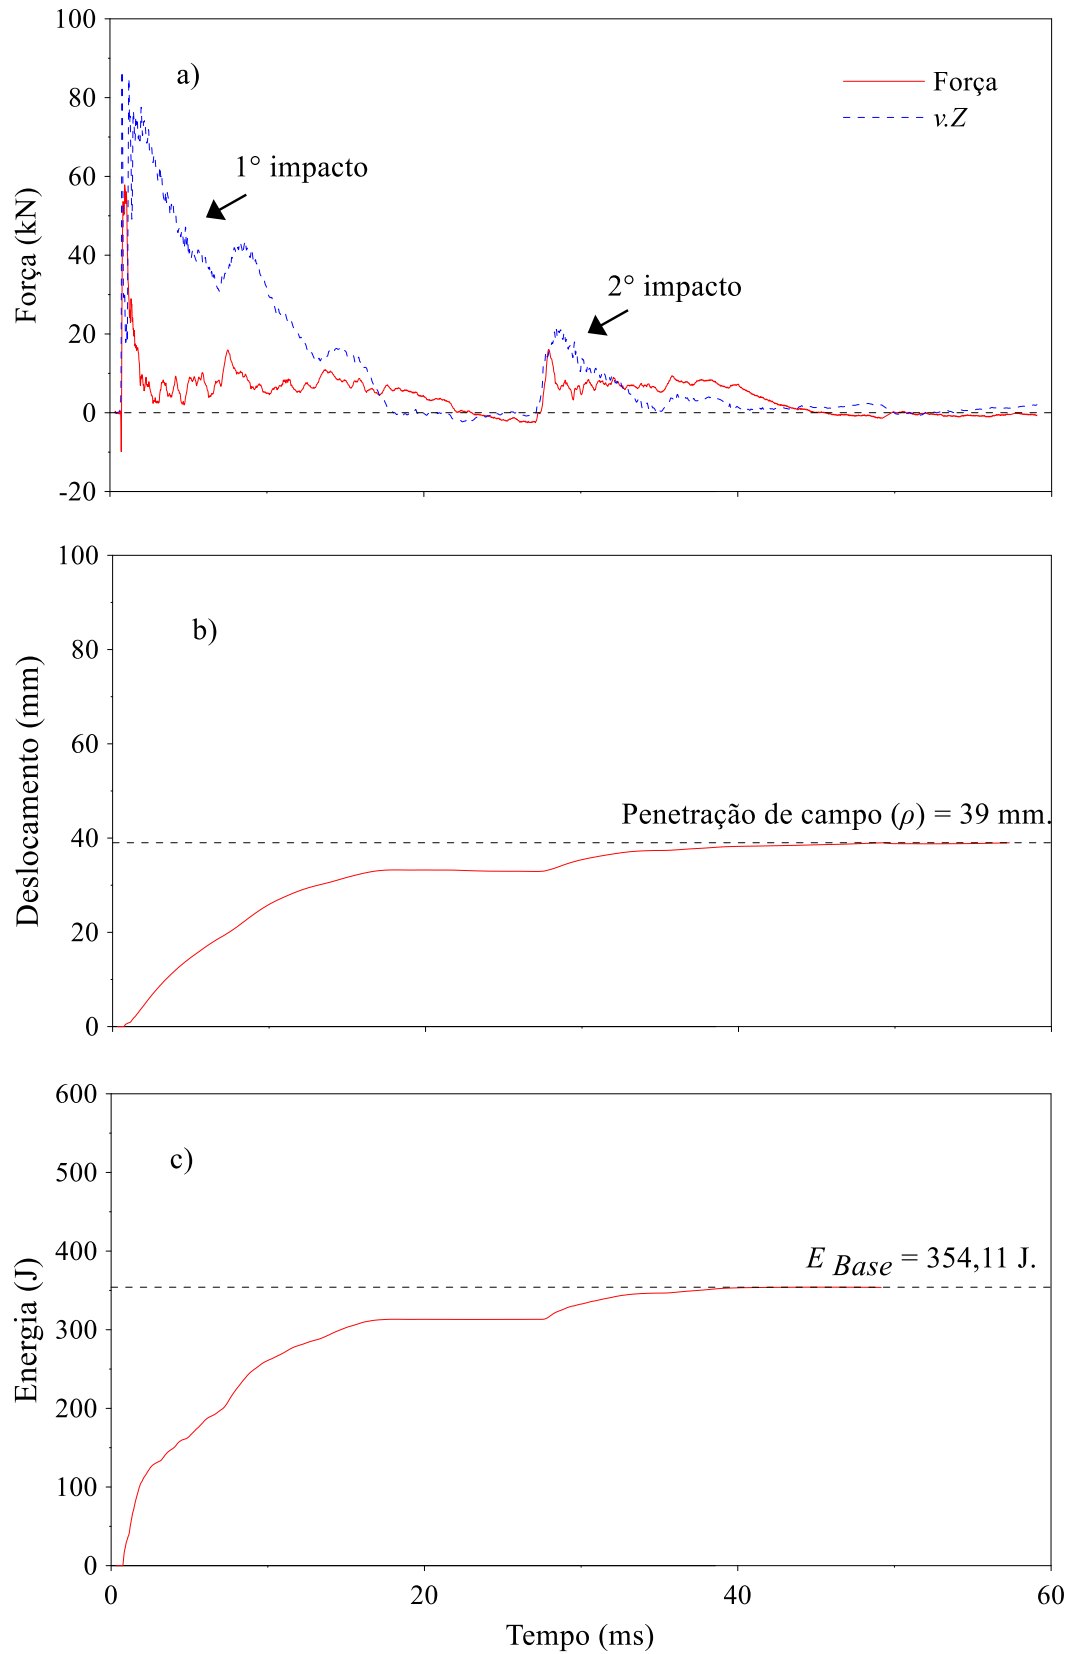 100
80
60
40
20
0
-20
Força (kN)
a)
Força
v.Z
1° impacto
2° impacto
100
80
60
40
20
0
Deslocamento (mm)
b)
Penetração de campo (ρ) = 39 mm.
600
500
400
300
200
100
0
Energia (J)
c)
E Base = 354,11 J.
0 20 40 60
Tempo (ms)